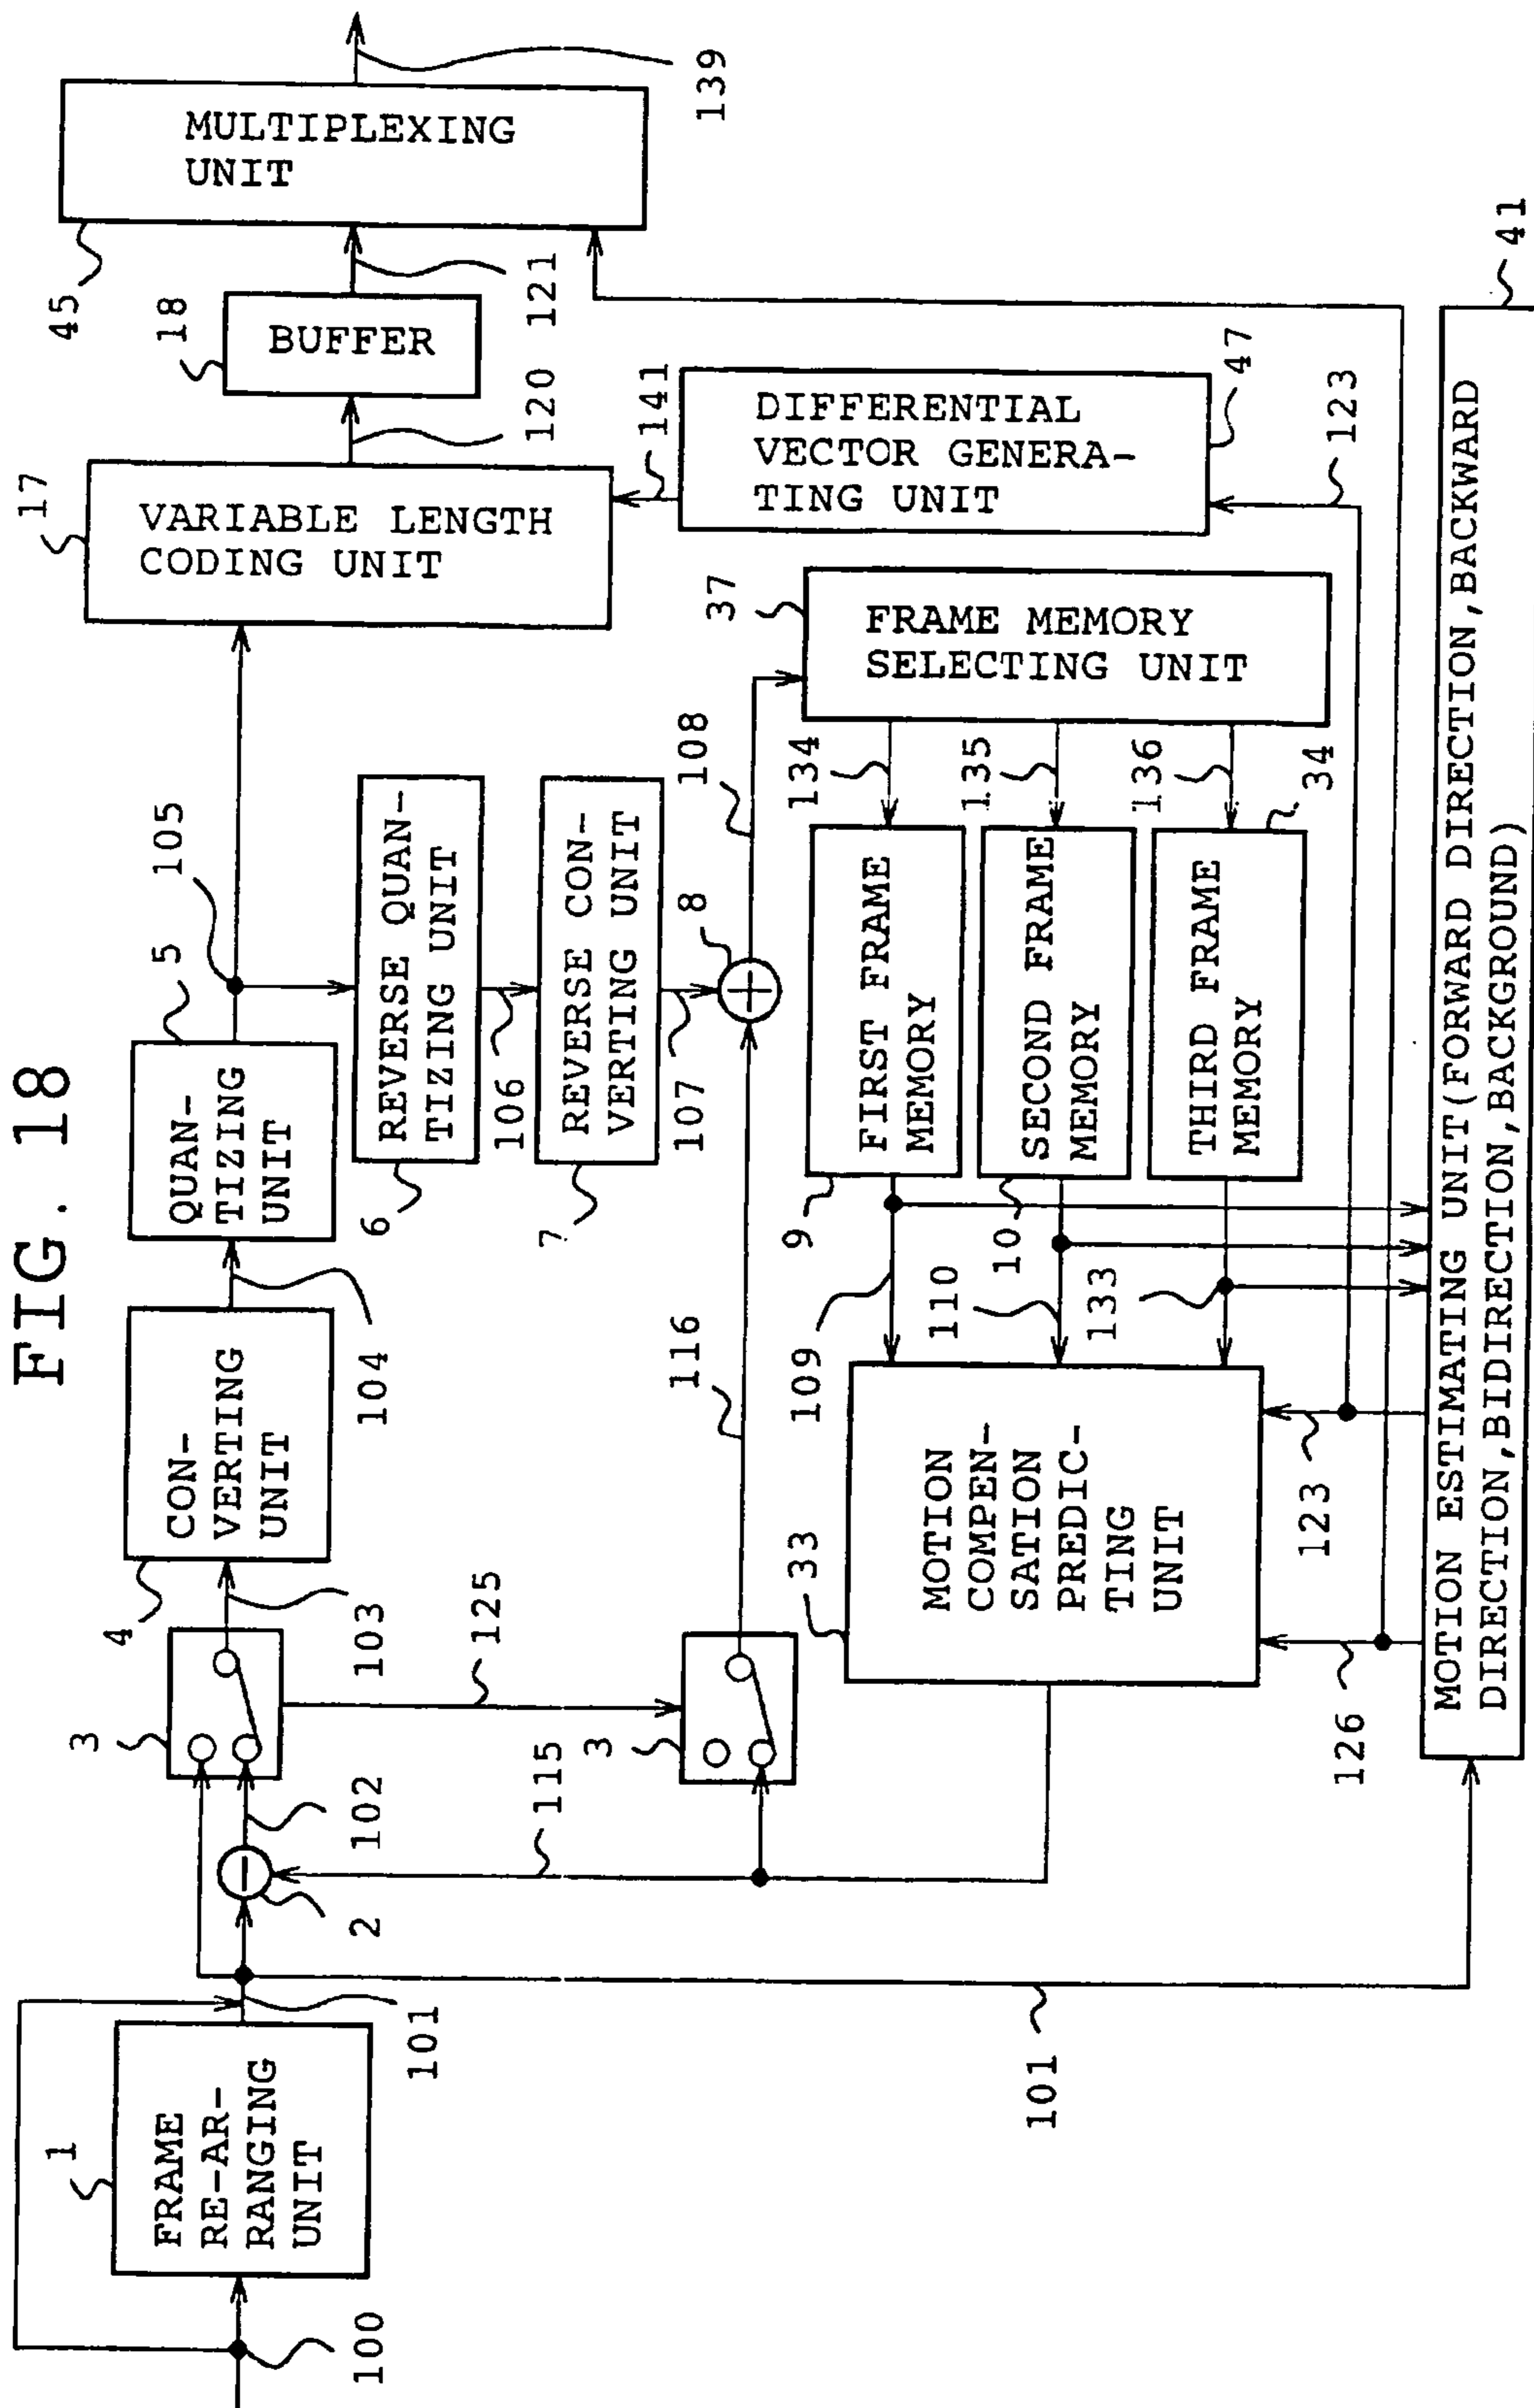 FIG. 18
1
FRAME
RE-AR-
RANGING
UNIT
100
101
101
2
102
3
103
125
115
3
4
CON-
VERTING
UNIT
104
5
QUAN-
TIZING
UNIT
105
6
REVERSE QUAN-
TIZING UNIT
106
7
REVERSE CON-
VERTING UNIT
107
8
108
116
17
VARIABLE LENGTH
CODING UNIT
120
18
BUFFER
121
45
MULTIPLEXING
UNIT
139
141
DIFFERENTIAL
VECTOR GENERA-
TING UNIT
47
123
37
FRAME MEMORY
SELECTING UNIT
134
135
136
9
FIRST FRAME
MEMORY
10
SECOND FRAME
MEMORY
34
THIRD FRAME
MEMORY
109
110
133
33
MOTION
COMPEN-
SATION
PREDIC-
TING
UNIT
123
126
41
MOTION ESTIMATING UNIT(FORWARD DIRECTION,BACKWARD
DIRECTION,BIDIRECTION,BACKGROUND)